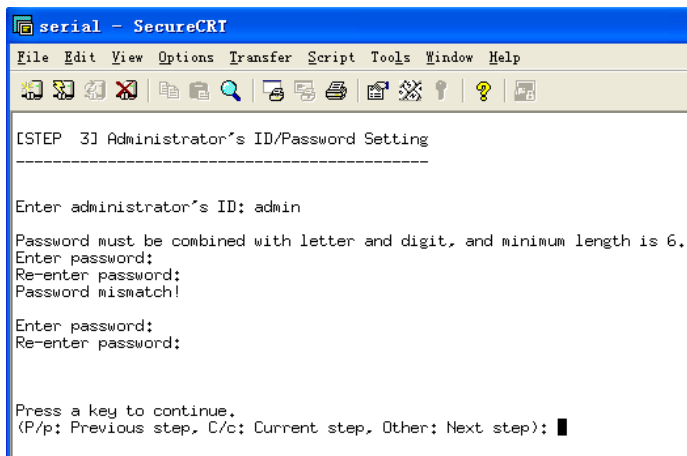 serial - SecureCRT
File Edit View Options Transfer Script Tools Window Help
[STEP 3] Administrator's ID/Password Setting
------------------------------------------------
Enter administrator's ID: admin
Password must be combined with letter and digit, and minimum length is 6.
Enter password:
Re-enter password:
Password mismatch!
Enter password:
Re-enter password:
Press a key to continue.
(P/p: Previous step, C/c: Current step, Other: Next step):